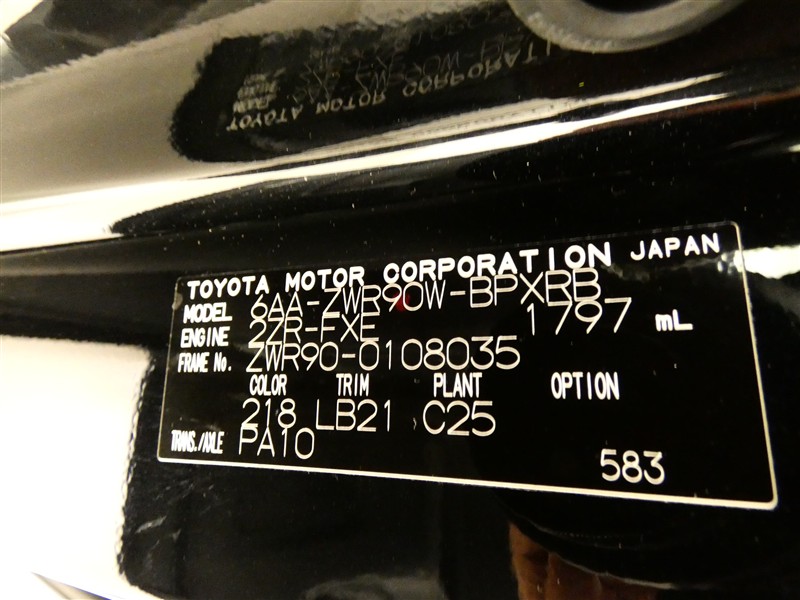 TOYOTA MOTOR CORPORATION JAPAN
MODEL 6AA-ZWR90W-BPXRB
ENGINE 2ZR-FXE 1797 mL
FRAME No. ZWR90-0108035
COLOR TRIM PLANT OPTION
218 LB21 C25
TRANS./AXLE PA10
583